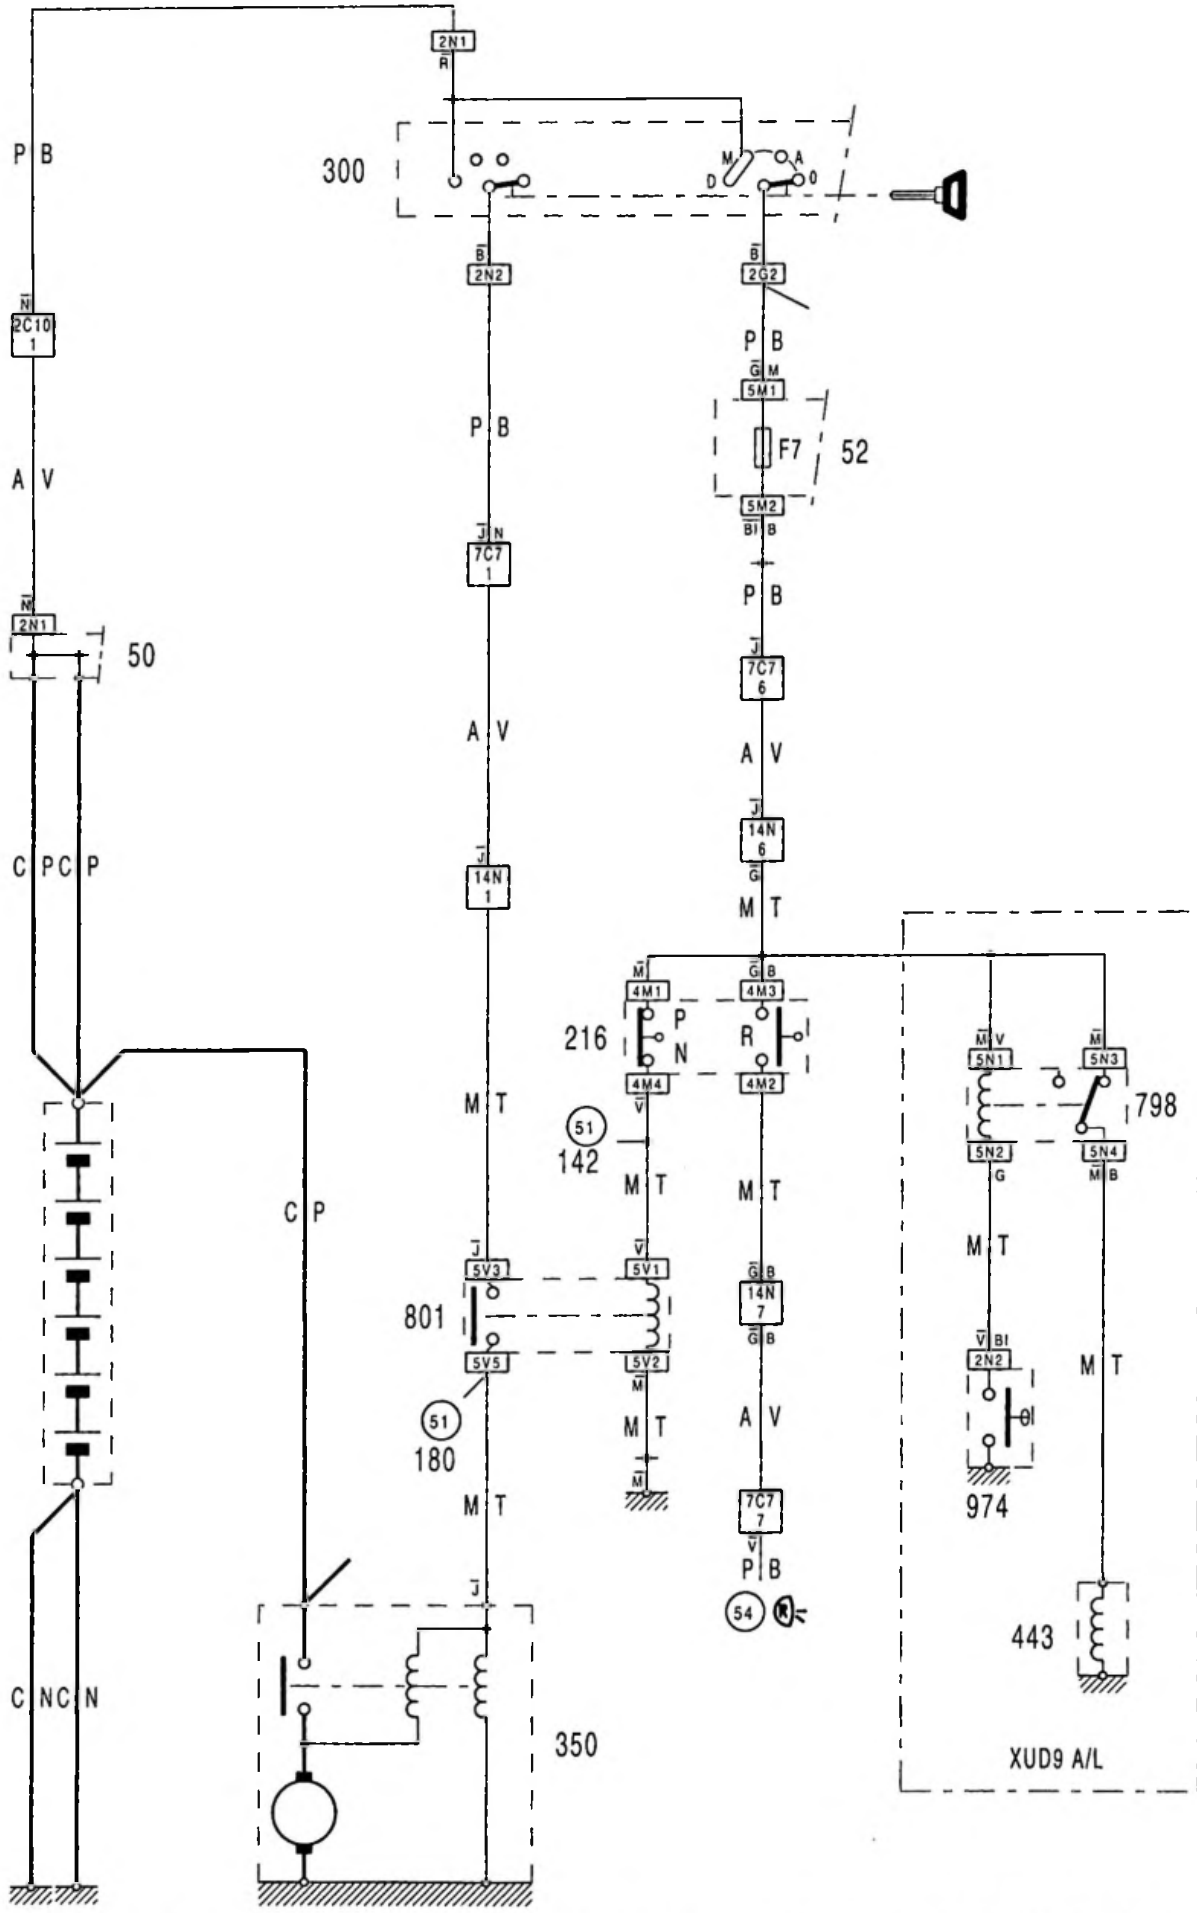 2N1
R
P B
300
M
A
D
0
B
2N2
B
2G2
N
2C10
1
P B
G M
5M1
F7
52
P B
A V
5M2
BI B
J N
7C7
1
P B
N
2N1
50
J
7C7
6
A V
A V
J
14N
6
G
C P C P
J
14N
1
M T
M
4M1
G B
4M3
216
P
N
R
M V
5N1
M
5N3
4M4
V
4M2
M T
798
51
142
5N2
G
5N4
M B
M T
M T
C P
M T
J
5V3
V
5V1
G B
14N
7
G B
801
V BI
2N2
5V5
5V2
M
M T
51
180
M T
A V
M
974
M T
7C7
7
V
P B
J
54
R
443
C N C N
350
XUD9 A/L